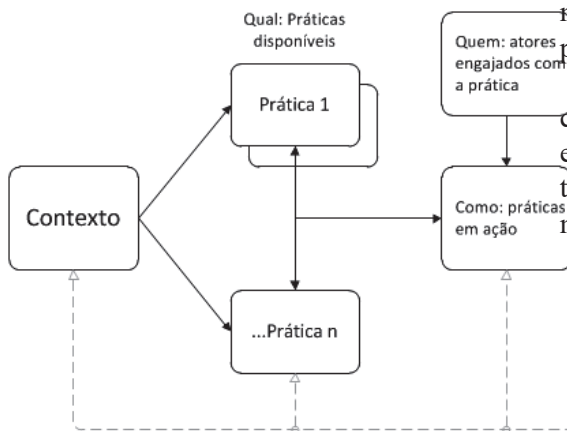 Qual: Práticas
disponíveis
Quem: atores
engajados com
a prática
Prática 1
Contexto
Como: práticas
em ação
...Prática n